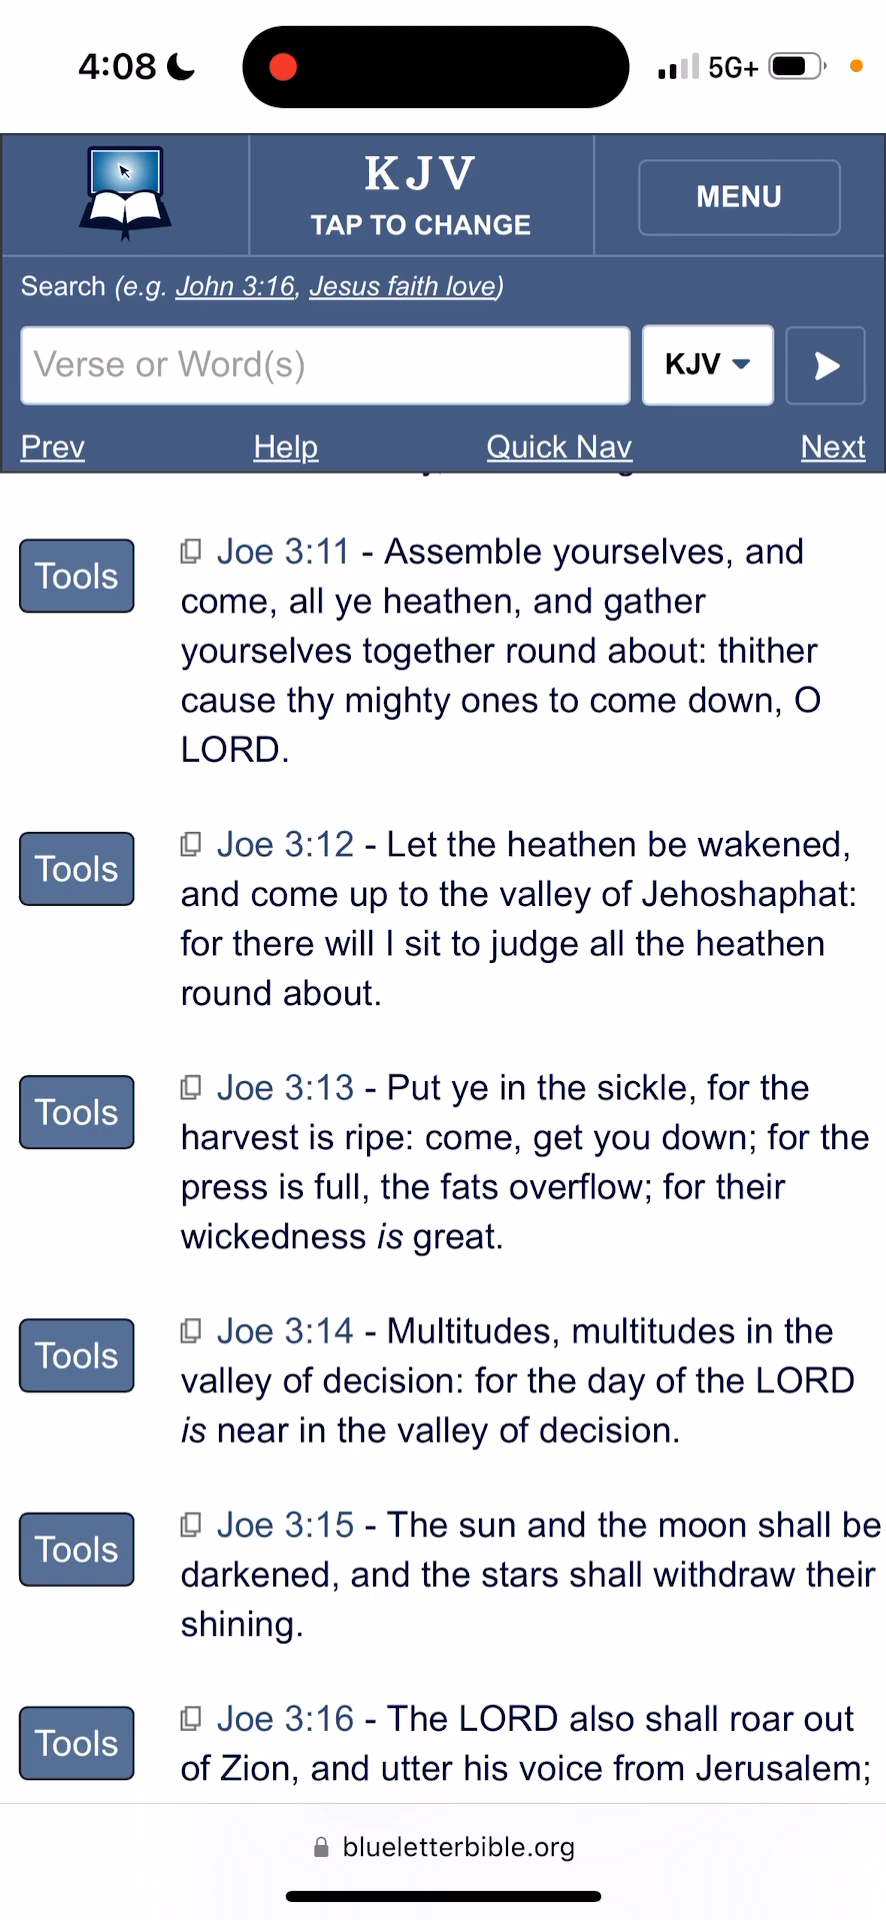 4:08
5G+
KJV
TAP TO CHANGE
MENU
Search (e.g. John 3:16, Jesus faith love)
Verse or Word(s)
KJV
Prev
Help
Quick Nav
Next
Tools
Joe 3:11 - Assemble yourselves, and
come, all ye heathen, and gather
yourselves together round about: thither
cause thy mighty ones to come down, O
LORD.
Tools
Joe 3:12 - Let the heathen be wakened,
and come up to the valley of Jehoshaphat:
for there will I sit to judge all the heathen
round about.
Tools
Joe 3:13 - Put ye in the sickle, for the
harvest is ripe: come, get you down; for the
press is full, the fats overflow; for their
wickedness is great.
Tools
Joe 3:14 - Multitudes, multitudes in the
valley of decision: for the day of the LORD
is near in the valley of decision.
Tools
Joe 3:15 - The sun and the moon shall be
darkened, and the stars shall withdraw their
shining.
Tools
Joe 3:16 - The LORD also shall roar out
of Zion, and utter his voice from Jerusalem;
blueletterbible.org